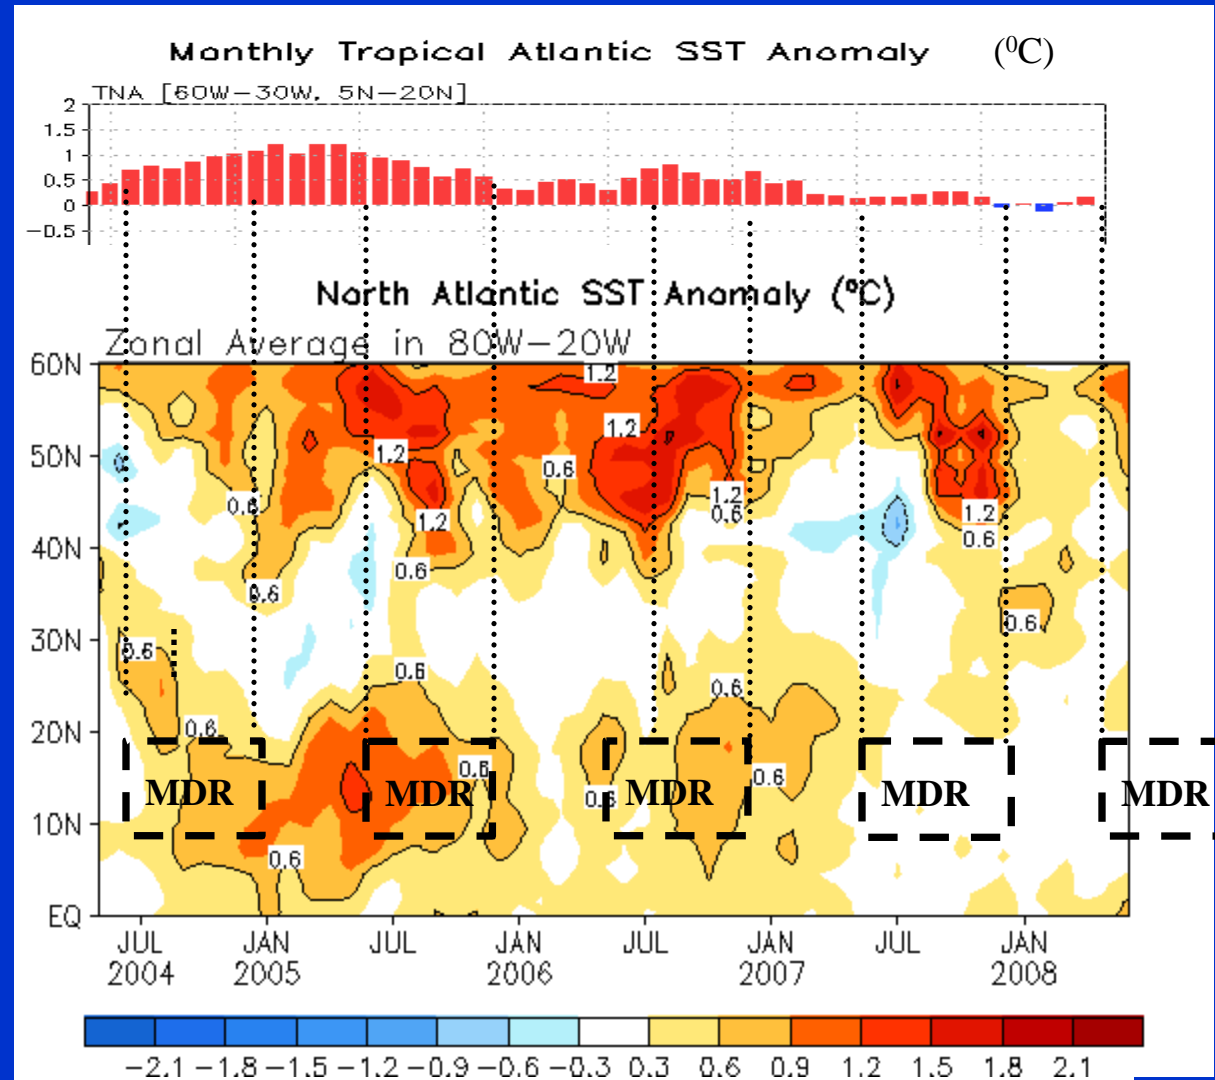 Monthly Tropical Atlantic SST Anomaly (⁰C)
TNA [60W−30W, 5N−20N]
2
1.5
1
0.5
0
−0.5
North Atlantic SST Anomaly (°C)
Zonal Average in 80W−20W
60N
1.2
1.2
50N
1.2
0.6
0.6
1.2
0.6
1.2
1.2
0.6
40N
0.6
0.6
30N
0.6
0.6
0.6
0.6
20N
0.6
0.6
0.6
0.6
MDR MDR MDR MDR MDR
10N
0.6
EQ
JUL JAN JUL JAN JUL JAN JUL JAN
2004 2005 2006 2007 2008
−2.1 −1.8 −1.5 −1.2 −0.9 −0.6 −0.3 0.3 0.6 0.9 1.2 1.5 1.8 2.1